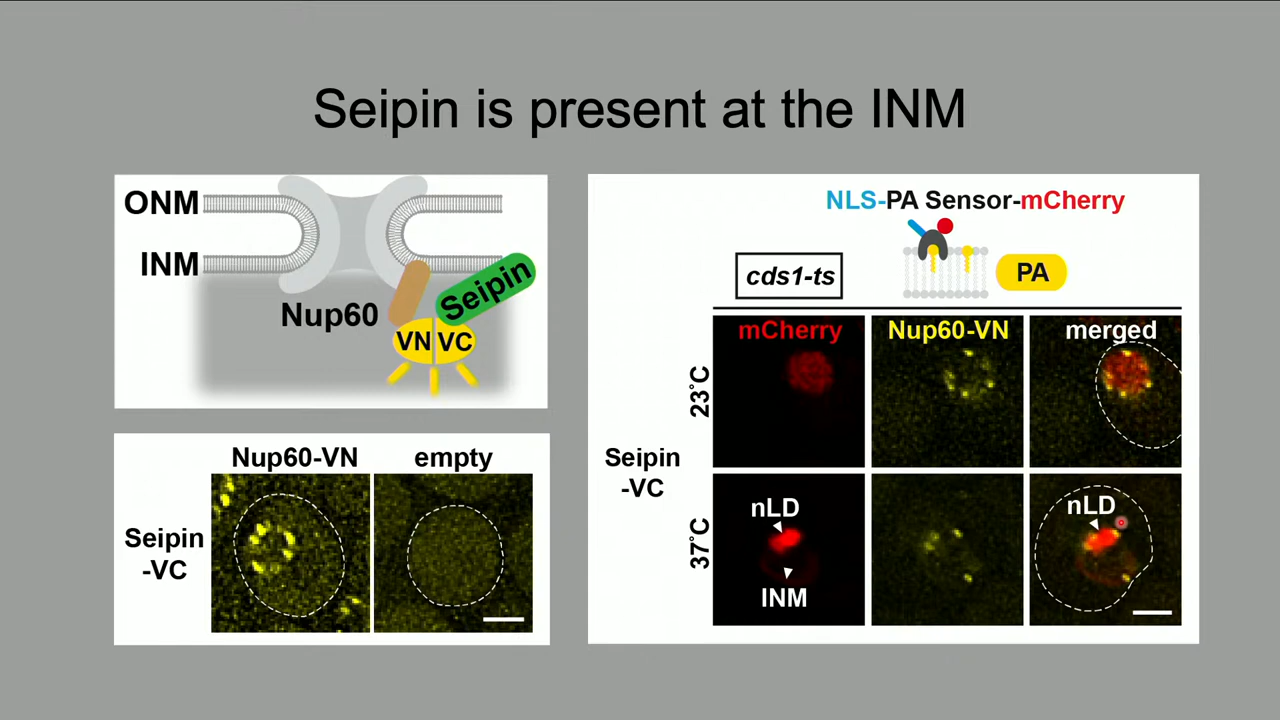 Seipin is present at the INM
ONM
INM
Nup60
Seipin
VN VC
Nup60-VN empty
Seipin
-VC
NLS-PA Sensor-mCherry
cds1-ts
PA
mCherry Nup60-VN merged
23°C
Seipin
-VC
37°C
nLD
INM
nLD